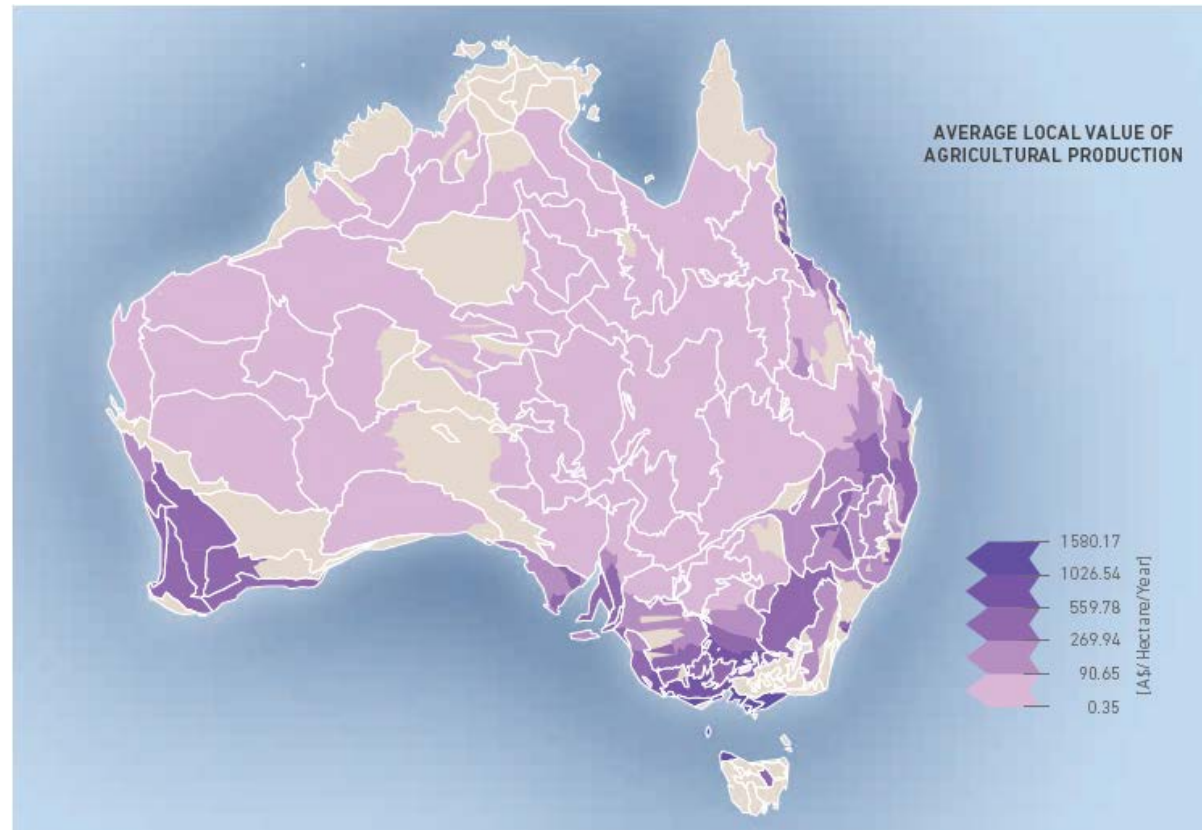 AVERAGE LOCAL VALUE OF
AGRICULTURAL PRODUCTION
1580.17
1026.54
559.78
269.94
90.65
0.35
[A$/Hectare/Year]